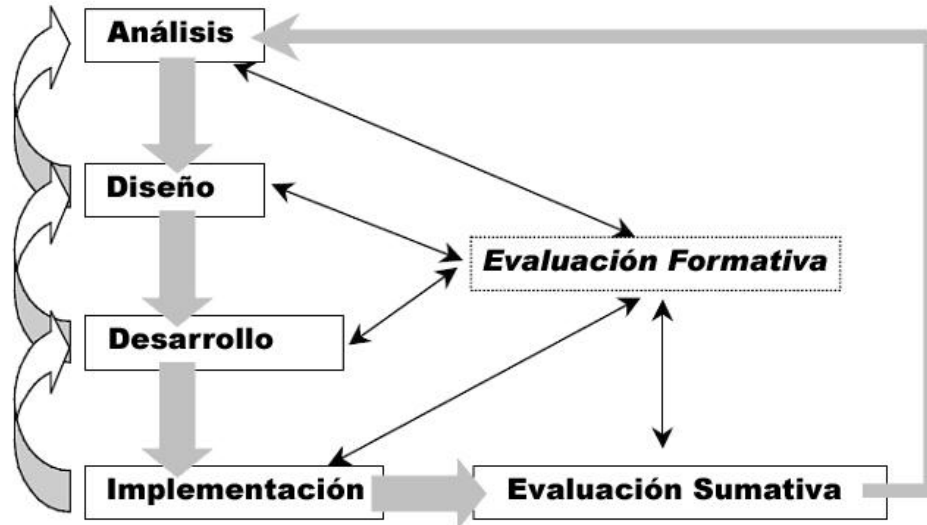 Análisis
Diseño
Evaluación Formativa
Desarrollo
Implementación
Evaluación Sumativa